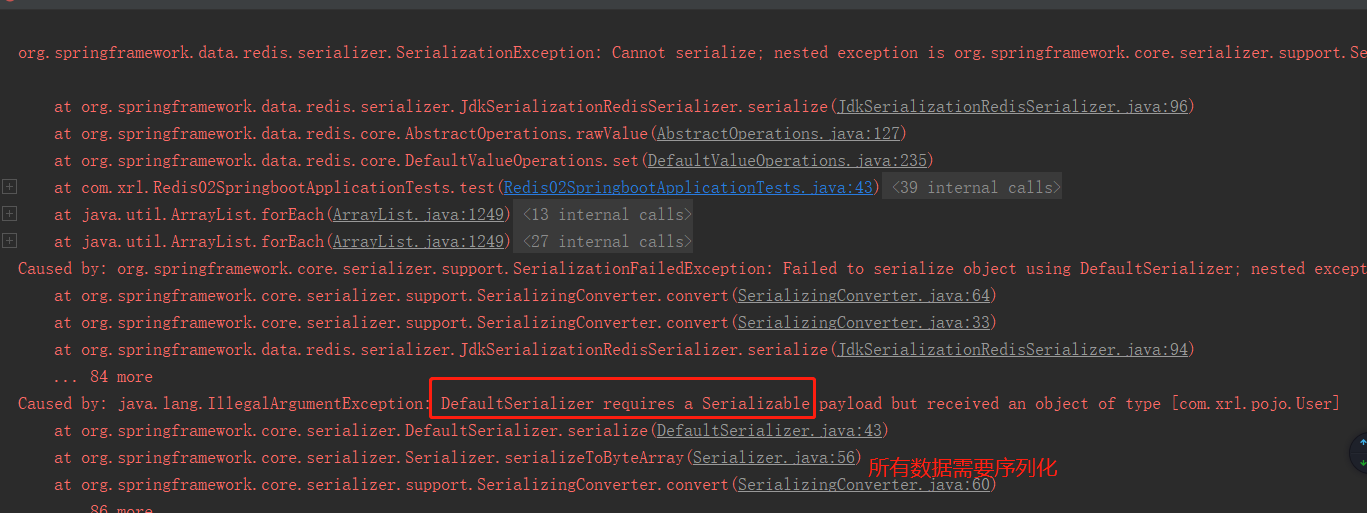 org.springframework.data.redis.serializer.SerializationException: Cannot serialize; nested exception is org.springframework.core.serializer.support.Se
at org.springframework.data.redis.serializer.JdkSerializationRedisSerializer.serialize(JdkSerializationRedisSerializer.java:96)
at org.springframework.data.redis.core.AbstractOperations.rawValue(AbstractOperations.java:127)
at org.springframework.data.redis.core.DefaultValueOperations.set(DefaultValueOperations.java:235)
at com.xrl.Redis02SpringbootApplicationTests.test(Redis02SpringbootApplicationTests.java:43) <39 internal calls>
at java.util.ArrayList.forEach(ArrayList.java:1249) <13 internal calls>
at java.util.ArrayList.forEach(ArrayList.java:1249) <27 internal calls>
Caused by: org.springframework.core.serializer.support.SerializationFailedException: Failed to serialize object using DefaultSerializer; nested except
at org.springframework.core.serializer.support.SerializingConverter.convert(SerializingConverter.java:64)
at org.springframework.core.serializer.support.SerializingConverter.convert(SerializingConverter.java:33)
at org.springframework.data.redis.serializer.JdkSerializationRedisSerializer.serialize(JdkSerializationRedisSerializer.java:94)
... 84 more
Caused by: java.lang.IllegalArgumentException: DefaultSerializer requires a Serializable payload but received an object of type [com.xrl.pojo.User]
at org.springframework.core.serializer.DefaultSerializer.serialize(DefaultSerializer.java:43)
at org.springframework.core.serializer.Serializer.serializeToByteArray(Serializer.java:56)
所有数据需要序列化
at org.springframework.core.serializer.support.SerializingConverter.convert(SerializingConverter.java:60)
... 86 more